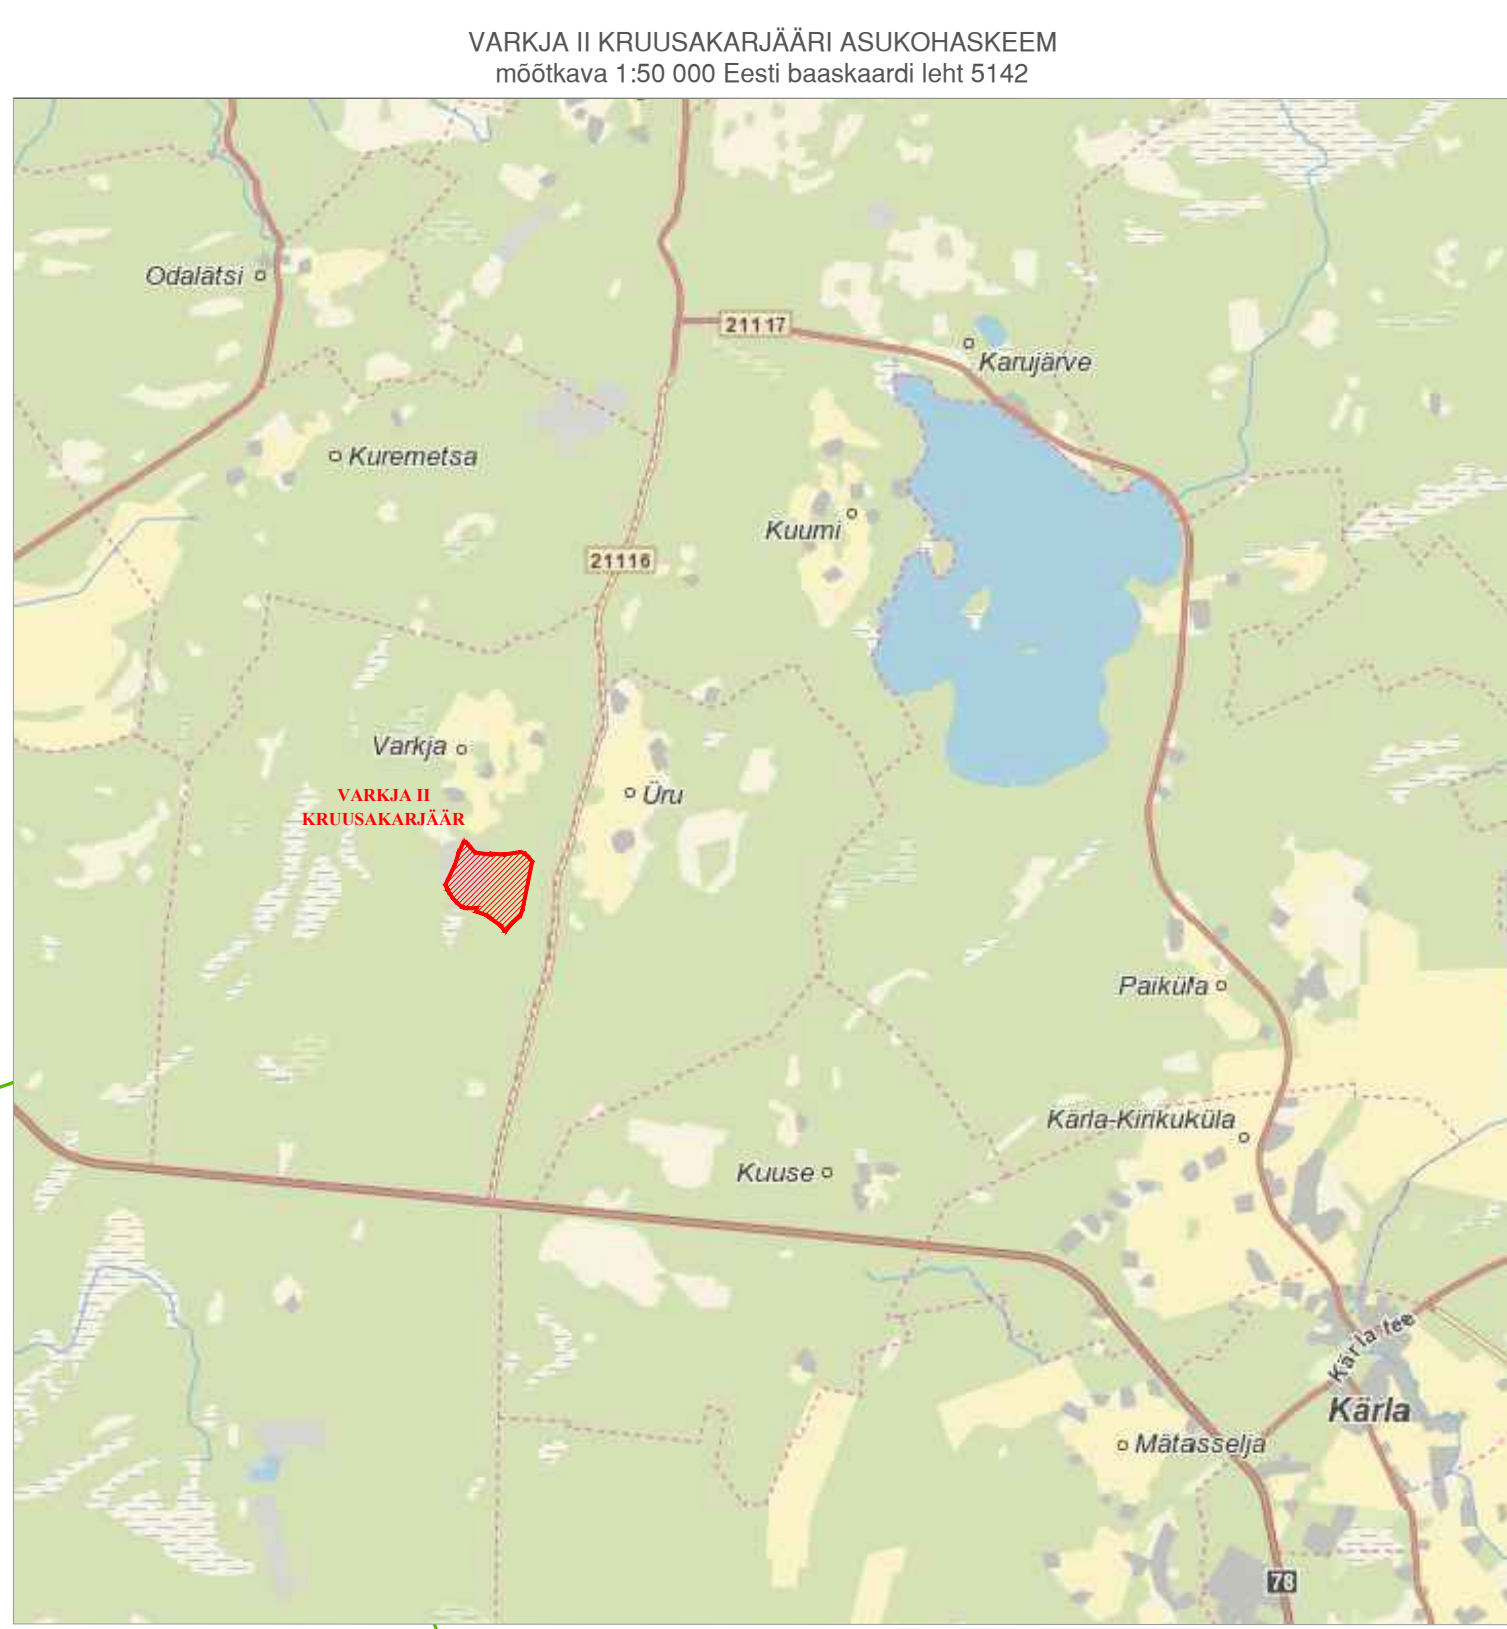 VARKJA II KRUUSAKARJÄÄRI ASUKOHASKEEM
mõõtkava 1:50 000 Eesti baaskaardi leht 5142
Odalätsi
21117
Karujärve
Kuremetsa
Kuumi
21116
Varkja
Üru
VARKJA II
KRUUSAKARJÄÄR
Paiküla
Kärla-Kirikuküla
Kuuse
Kärla tee
Kärla
Mätasselja
78